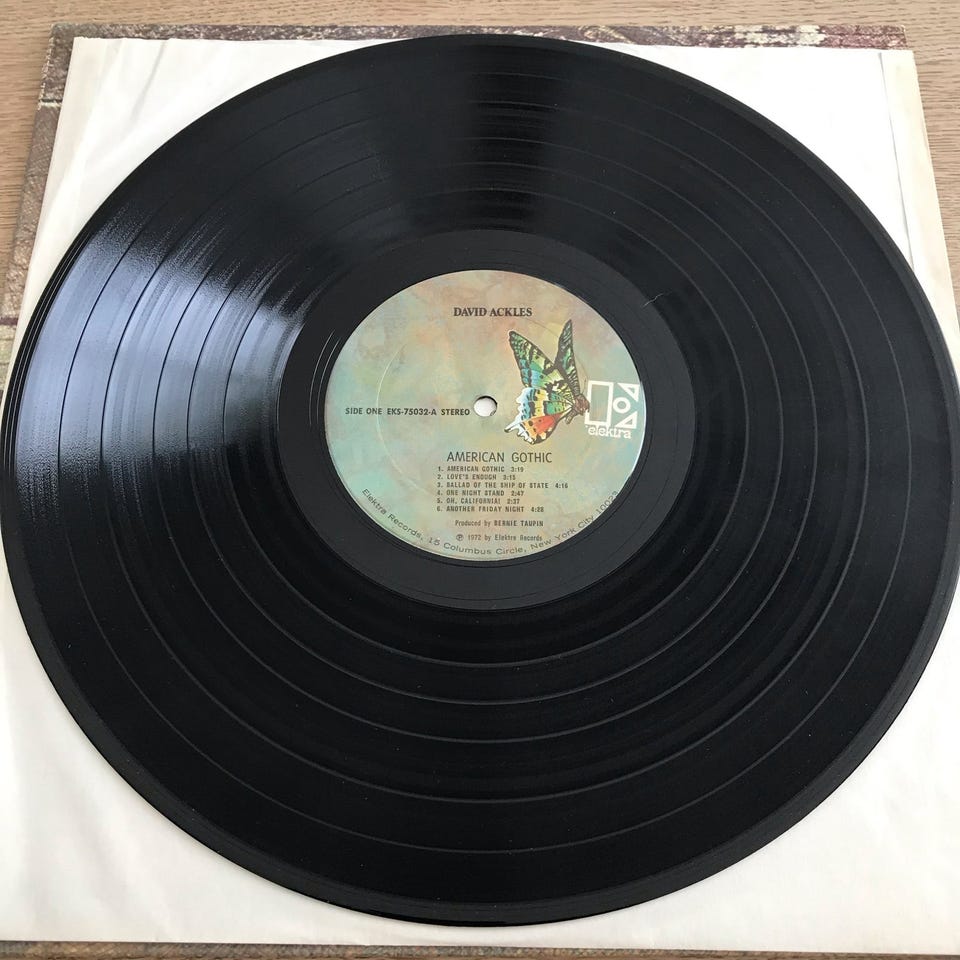 DAVID ACKLES
SIDE ONE EKS-75032-A STEREO
elektra
AMERICAN GOTHIC
1. AMERICAN GOTHIC 3:19
2. LOVE'S ENOUGH 3:15
3. BALLAD OF THE SHIP OF STATE 4:16
4. ONE NIGHT STAND 2:47
5. OH, CALIFORNIA! 2:37
6. ANOTHER FRIDAY NIGHT 4:28
Produced by BERNIE TAUPIN
℗ 1972 by Elektra Records
Elektra Records, 15 Columbus Circle, New York City 10023